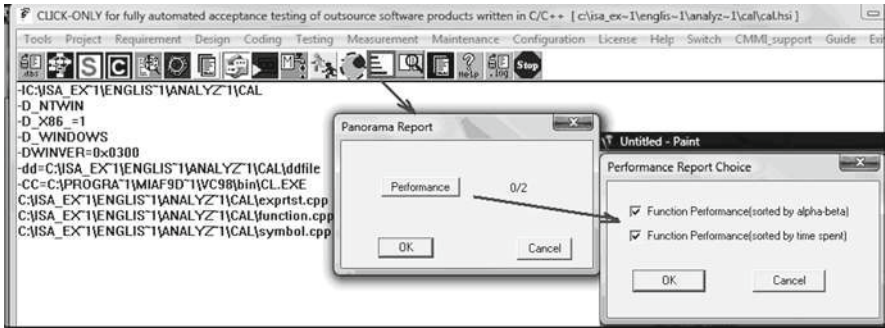 CLICK-ONLY for fully automated acceptance testing of outsource software products written in C/C++ [ c:\isa_ex~1\englis~1\analyz~1\cal\cal.hsi ]
Tools Project Requirement Design Coding Testing Measurement Maintenance Configuration License Help Switch CMMI_support Guide Exi
.dbs S C Help .log Stop
-IC:\ISA_EX~1\ENGLIS~1\ANALYZ~1\CAL
-D_NTWIN
-D_X86_=1
-D_WINDOWS
-DWINVER=0x0300
-dd=C:\ISA_EX~1\ENGLIS~1\ANALYZ~1\CAL\ddfile
-CC=C:\PROGRA~1\MIAF9D~1\VC98\bin\CL.EXE
C:\ISA_EX~1\ENGLIS~1\ANALYZ~1\CAL\exprtst.cpp
C:\ISA_EX~1\ENGLIS~1\ANALYZ~1\CAL\function.cpp
C:\ISA_EX~1\ENGLIS~1\ANALYZ~1\CAL\symbol.cpp
Panorama Report
Performance 0/2
OK Cancel
Untitled - Paint
Performance Report Choice
Function Performance(sorted by alpha-beta)
Function Performance(sorted by time spent)
OK Cancel